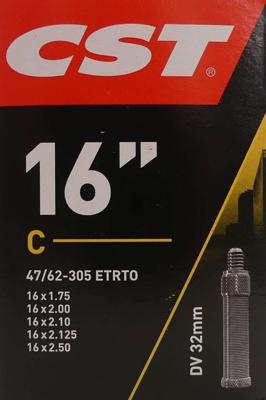 CST®
16"
C
47/62-305 ETRTO
16 x 1.75
16 x 2.00
16 x 2.10
16 x 2.125
16 x 2.50
DV 32mm